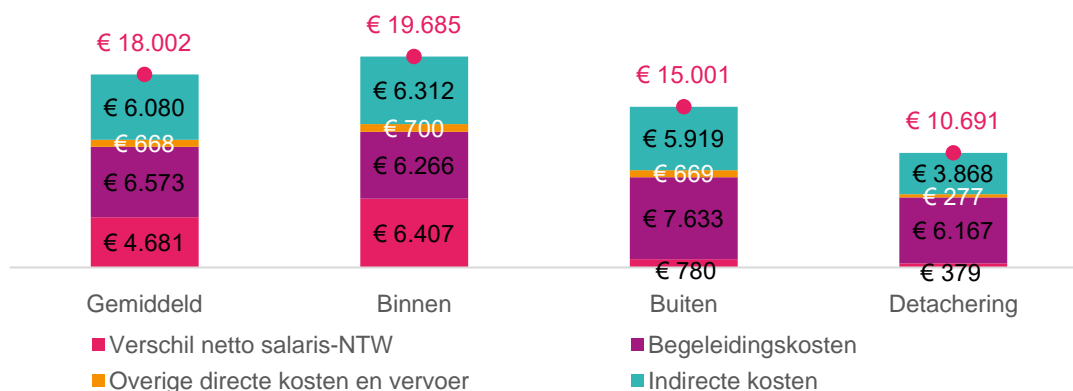 € 18.002
€ 19.685
€ 15.001
€ 10.691
€ 6.080
€ 668
€ 6.573
€ 4.681
€ 6.312
€ 700
€ 6.266
€ 6.407
€ 5.919
€ 669
€ 7.633
€ 780
€ 3.868
€ 277
€ 6.167
€ 379
Gemiddeld
Binnen
Buiten
Detachering
Verschil netto salaris-NTW
Begeleidingskosten
Overige directe kosten en vervoer
Indirecte kosten